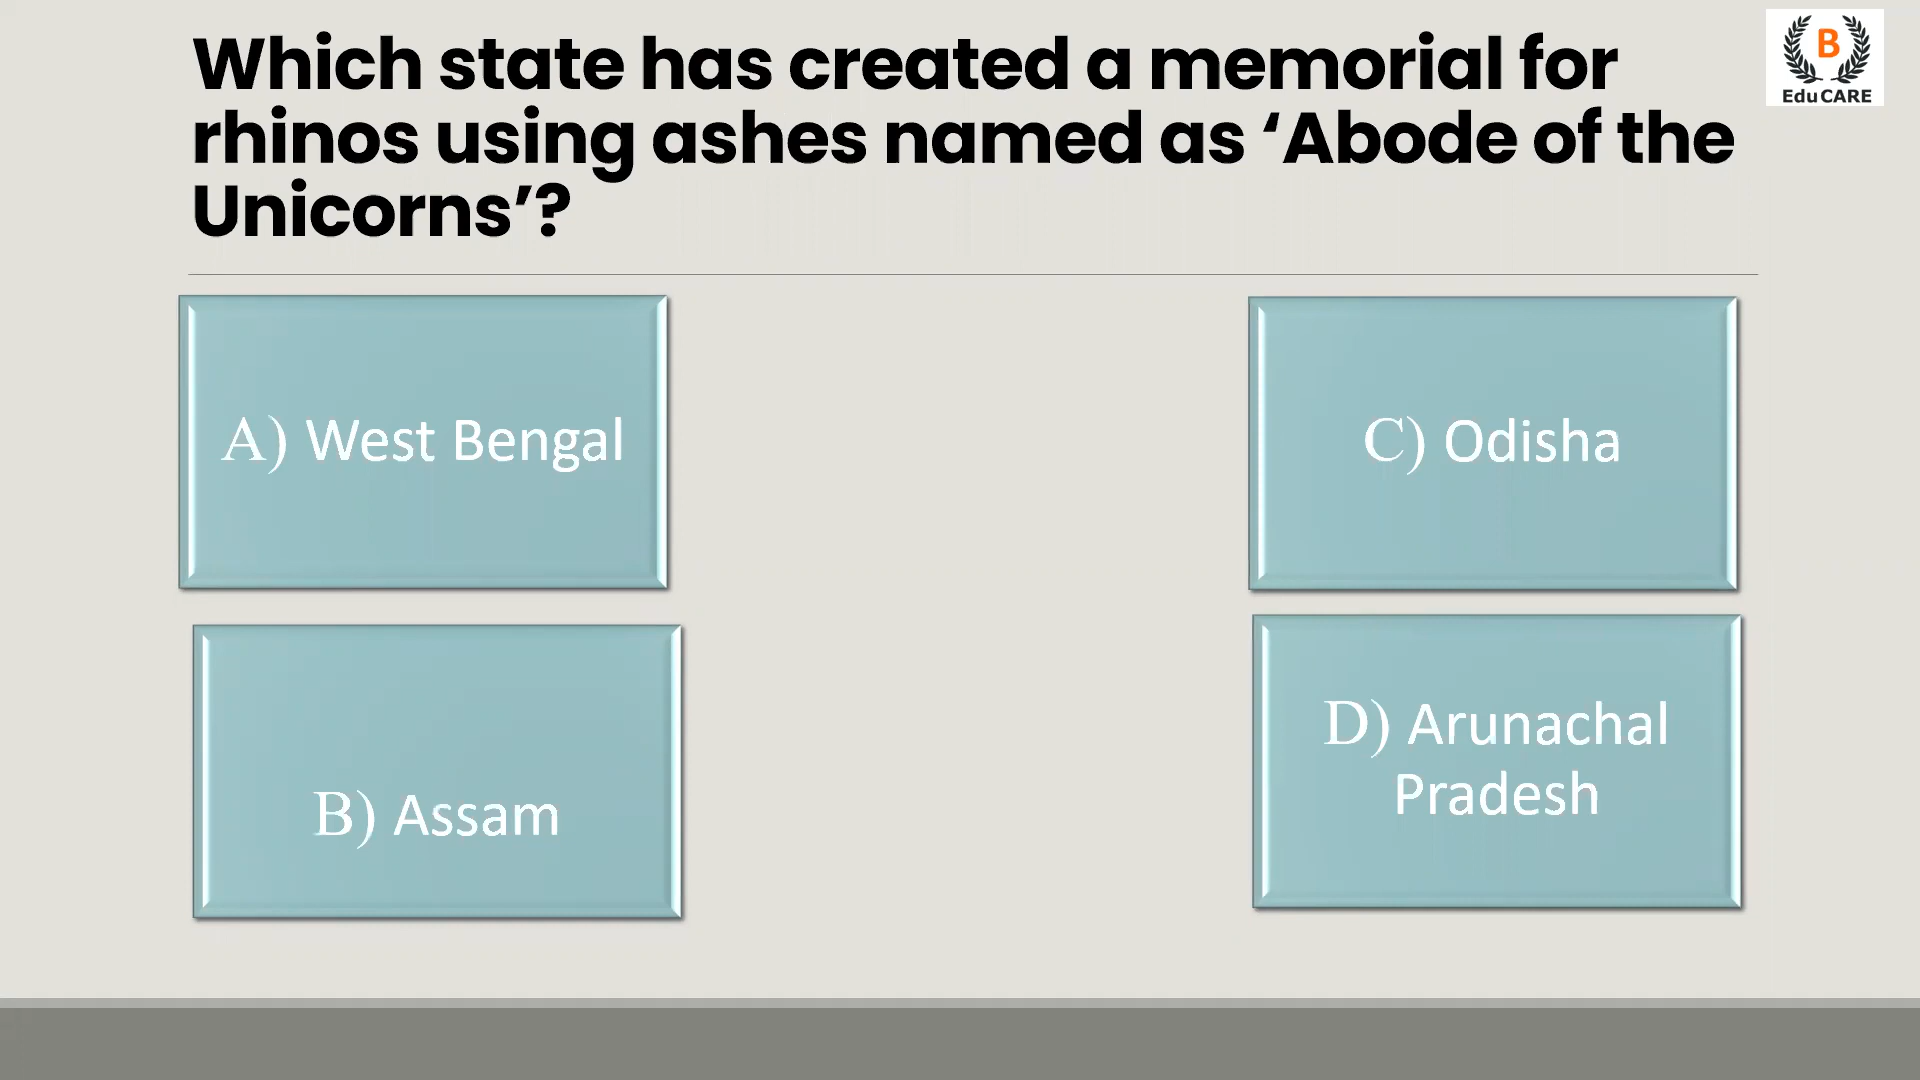 Which state has created a memorial for
rhinos using ashes named as ‘Abode of the
Unicorns’?
B
EduCARE
A) West Bengal
C) Odisha
B) Assam
D) Arunachal
Pradesh